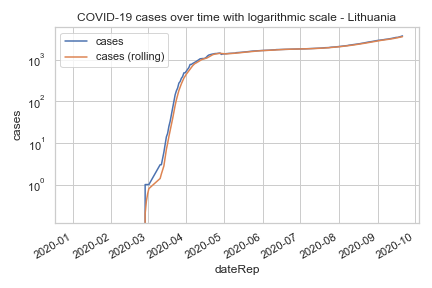 COVID-19 cases over time with logarithmic scale - Lithuania
cases
cases (rolling)
cases
10³
10²
10¹
10⁰
2020-01
2020-02
2020-03
2020-04
2020-05
2020-06
2020-07
2020-08
2020-09
2020-10
dateRep